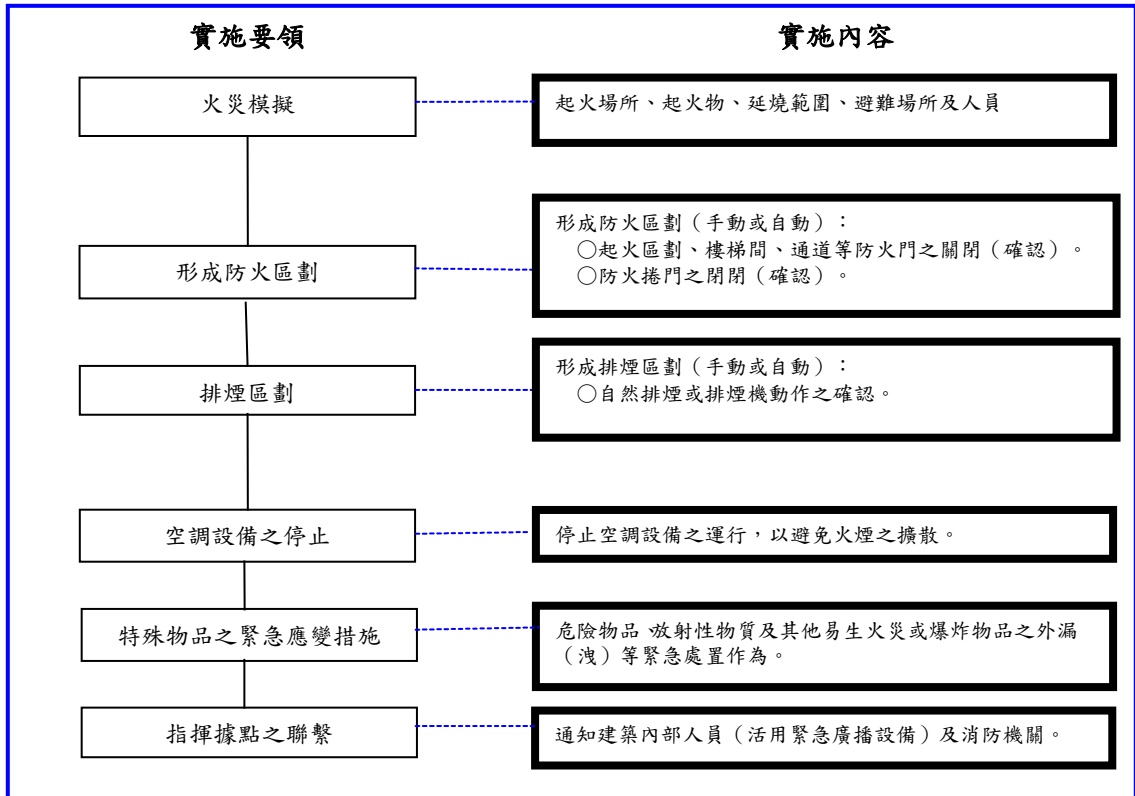 實施要領 實施內容
火災模擬
起火場所、起火物、延燒範圍、避難場所及人員
形成防火區劃
形成防火區劃（手動或自動）：
○起火區劃、樓梯間、通道等防火門之關閉（確認）。
○防火捲門之閉閉（確認）。
排煙區劃
形成排煙區劃（手動或自動）：
○自然排煙或排煙機動作之確認。
空調設備之停止
停止空調設備之運行，以避免火煙之擴散。
特殊物品之緊急應變措施
危險物品、放射性物質及其他易生火災或爆炸物品之外漏
（洩）等緊急處置作為。
指揮據點之聯繫
通知建築內部人員（活用緊急廣播設備）及消防機關。